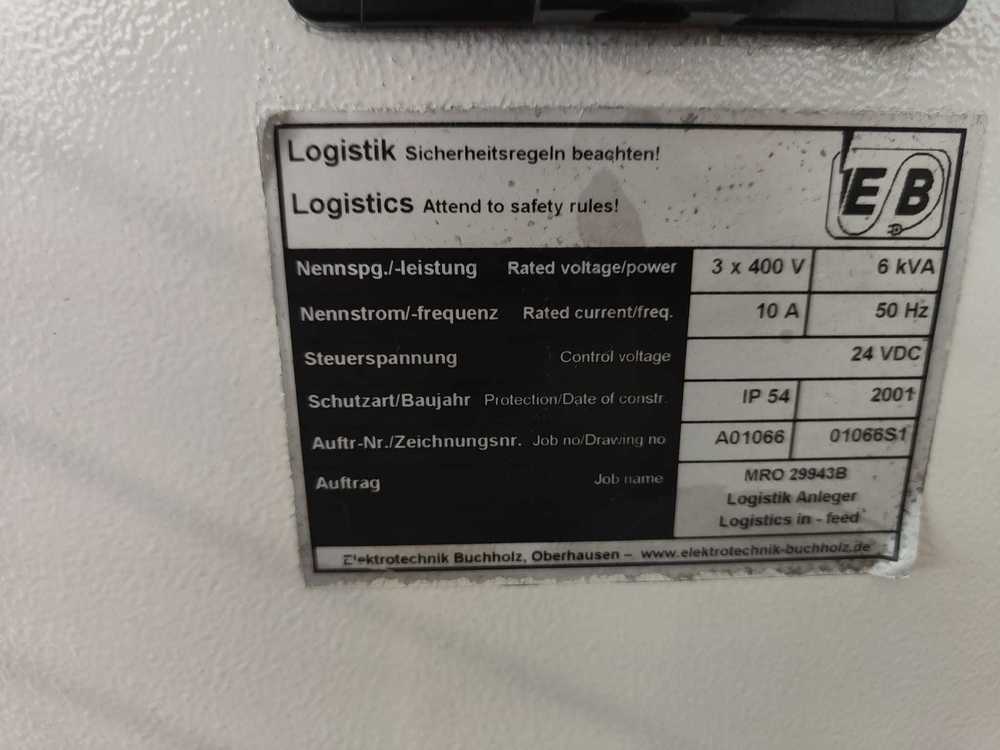 Logistik Sicherheitsregeln beachten!
Logistics Attend to safety rules!
E/B
Nennspg./-leistung Rated voltage/power 3 x 400 V 6 kVA
Nennstrom/-frequenz Rated current/freq. 10 A 50 Hz
Steuerspannung Control voltage 24 VDC
Schutzart/Baujahr Protection/Date of constr. IP 54 2001
Auftr-Nr./Zeichnungsnr. Job no/Drawing no A01066 01066S1
Auftrag Job name MRO 29943B
Logistik Anleger
Logistics in - feed
Elektrotechnik Buchholz, Oberhausen – www.elektrotechnik-buchholz.de